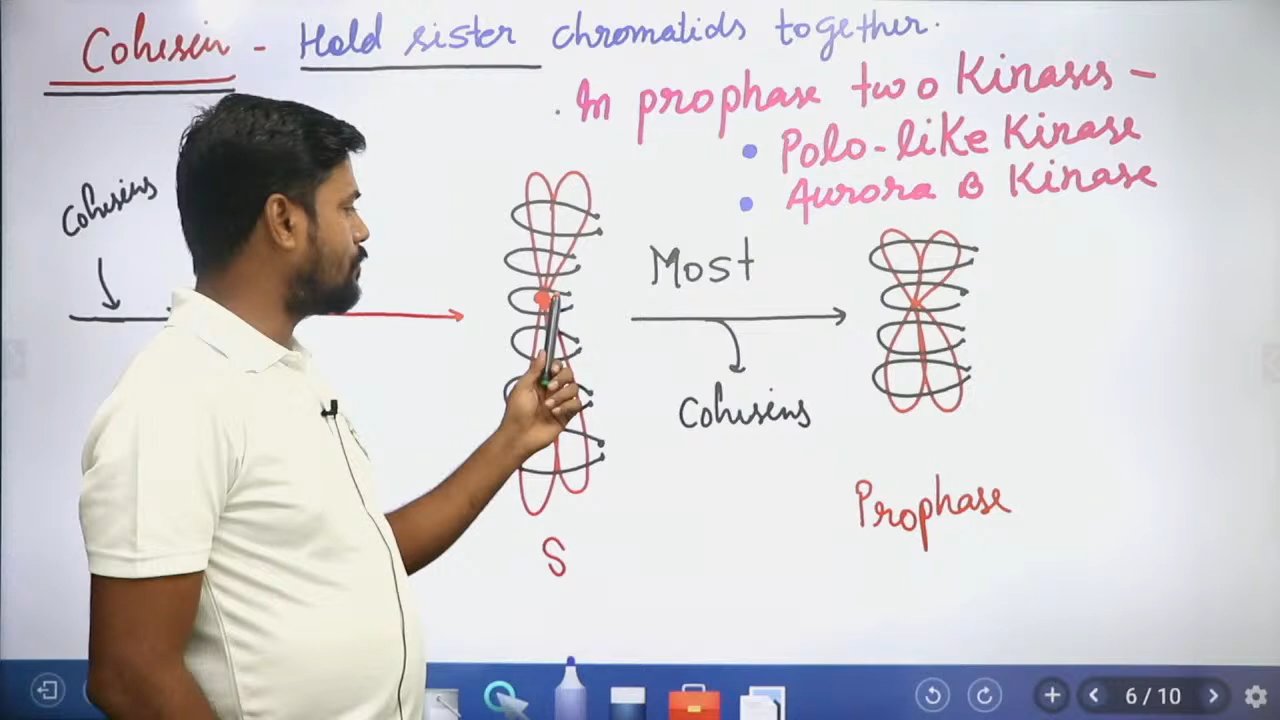 Cohesin - Hold sister chromatids together.
. In prophase two Kinases -
• Polo-like Kinase
• Aurora B Kinase
Cohesins
Most
Cohesins
Prophase
S
6 / 10